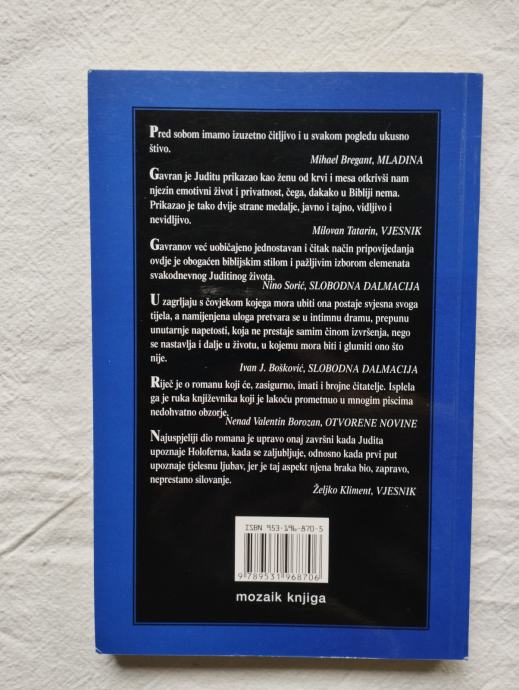 Pred sobom imamo izuzetno čitljivo i u svakom pogledu ukusno
štivo.
Mihael Bregant, MLADINA
Gavran je Juditu prikazao kao ženu od krvi i mesa otkrivši nam
njezin emotivni život i privatnost, čega, dakako u Bibliji nema.
Prikazao je tako dvije strane medalje, javno i tajno, vidljivo i
nevidljivo.
Milovan Tatarin, VJESNIK
Gavranov već uobičajeno jednostavan i čitak način pripovijedanja
ovdje je obogaćen biblijskim stilom i pažljivim izborom elemenata
svakodnevnog Juditinog života.
Nino Sorić, SLOBODNA DALMACIJA
U zagrljaju s čovjekom kojega mora ubiti ona postaje svjesna svoga
tijela, a namijenjena uloga pretvara se u intimnu dramu, prepunu
unutarnje napetosti, koja ne prestaje samim činom izvršenja, nego
se nastavlja i dalje u životu, u kojemu mora biti i glumiti ono što
nije.
Ivan J. Bošković, SLOBODNA DALMACIJA
Riječ je o romanu koji će, zasigurno, imati i brojne čitatelje. Isplela
ga je ruka književnika koji je lakoću prometnuo u mnogim piscima
nedohvatno obzorje.
Nenad Valentin Borozan, OTVORENE NOVINE
Najuspjeliji dio romana je upravo onaj završni kada Judita
upoznaje Holoferna, kada se zaljubljuje, odnosno kada prvi put
upoznaje tjelesnu ljubav, jer je taj aspekt njena braka bio, zapravo,
neprestano silovanje.
Željko Kliment, VJESNIK
ISBN 953-196-870-5
9 789531 968706
mozaik knjiga